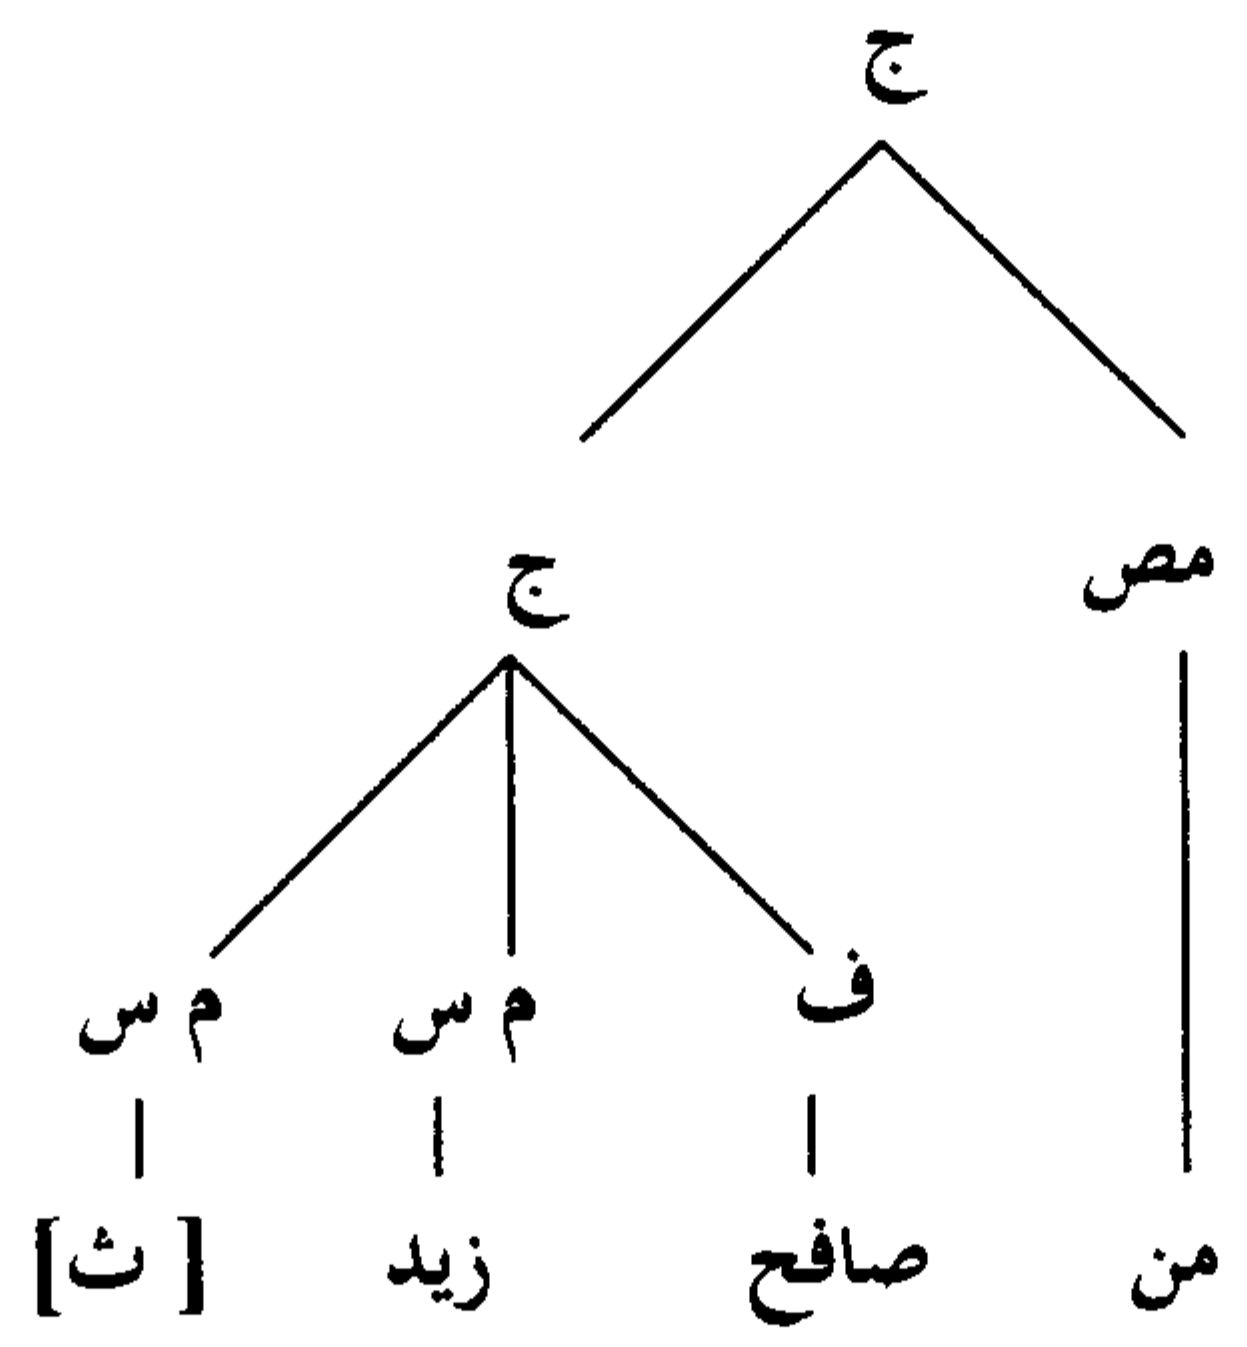 ج
ج مص
ف م س م س
من صافح زيد [ث]